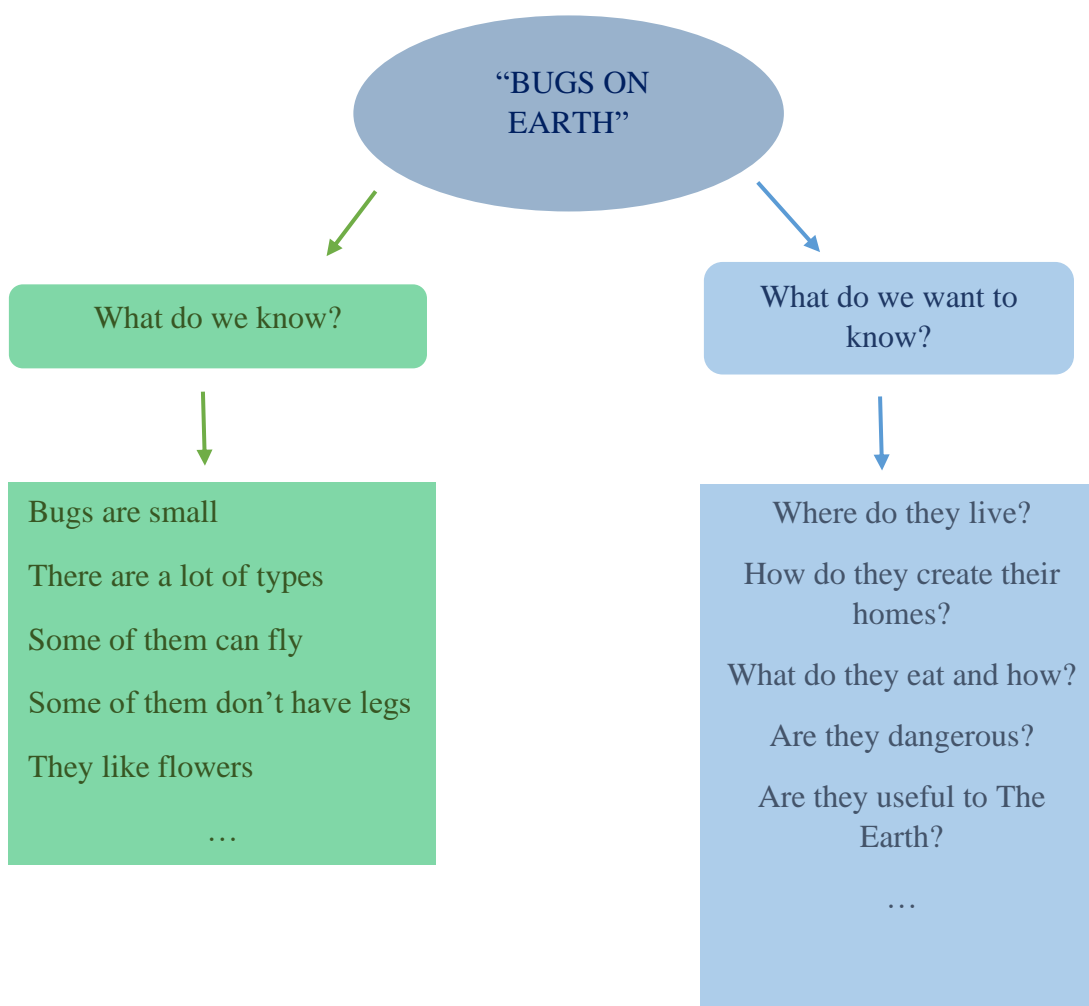 “BUGS ON
EARTH”
What do we know?
What do we want to
know?
Bugs are small
There are a lot of types
Some of them can fly
Some of them don’t have legs
They like flowers
…
Where do they live?
How do they create their
homes?
What do they eat and how?
Are they dangerous?
Are they useful to The
Earth?
…